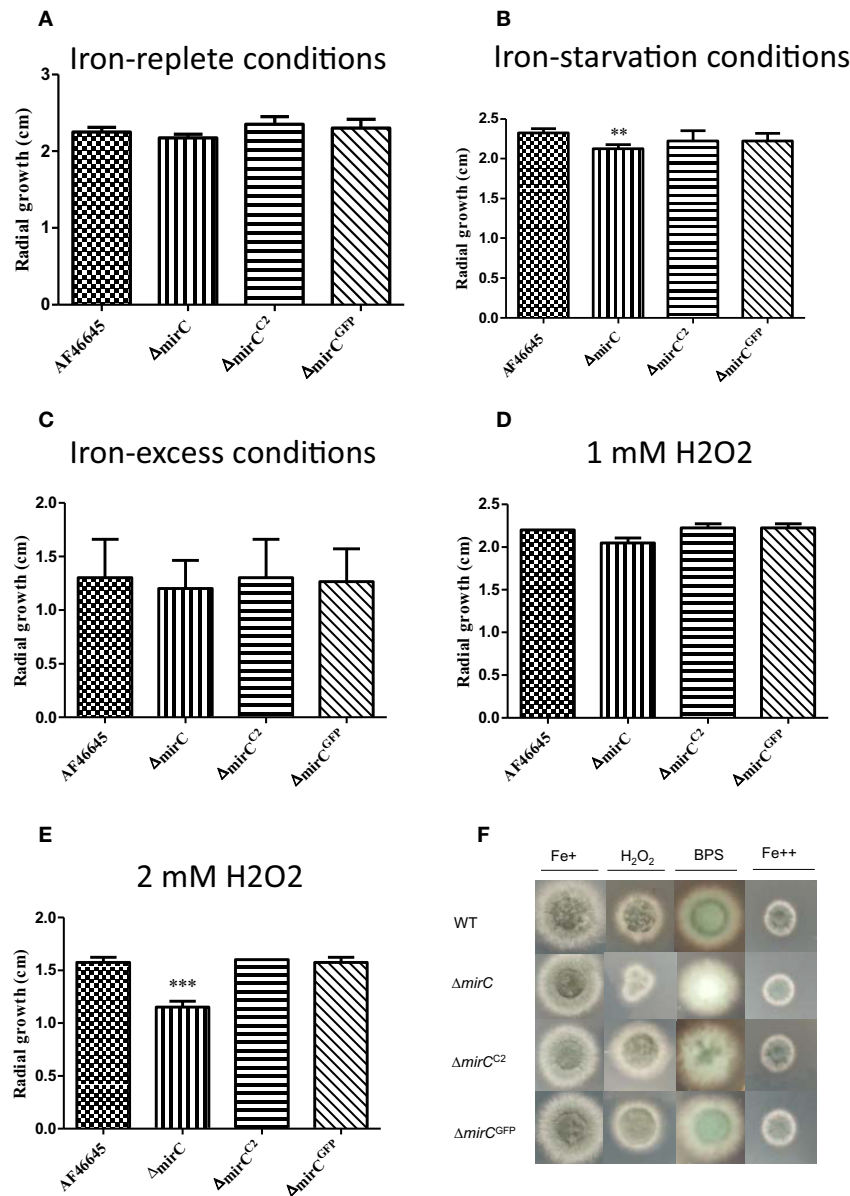 A
Iron-replete conditions
Radial growth (cm)
3
2
1
0
AF46645
ΔmirC
ΔmirC^C2
ΔmirC^GFP
B
Iron-starvation conditions
Radial growth (cm)
2.5
2.0
1.5
1.0
0.5
0.0
**
AF46645
ΔmirC
ΔmirC^C2
ΔmirC^GFP
C
Iron-excess conditions
Radial growth (cm)
2.0
1.5
1.0
0.5
0.0
AF46645
ΔmirC
ΔmirC^C2
ΔmirC^GFP
D
1 mM H2O2
Radial growth (cm)
2.5
2.0
1.5
1.0
0.5
0.0
AF46645
ΔmirC
ΔmirC^C2
ΔmirC^GFP
E
2 mM H2O2
Radial growth (cm)
2.0
1.5
1.0
0.5
0.0
***
AF46645
ΔmirC
ΔmirC^C2
ΔmirC^GFP
F
Fe+ H₂O₂ BPS Fe++
WT
ΔmirC
ΔmirC^C2
ΔmirC^GFP